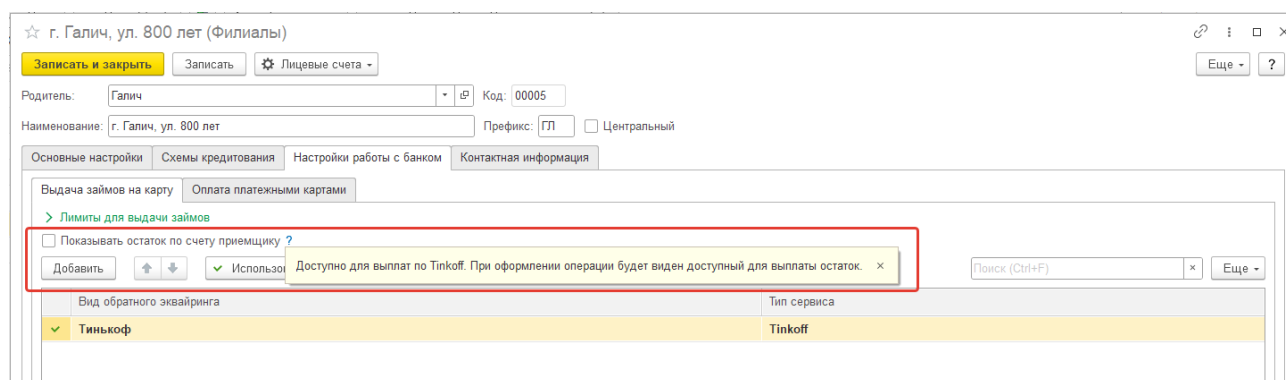 г. Галич, ул. 800 лет (Филиалы)
Записать и закрыть Записать Лицевые счета Еще ?
Родитель: Галич Код: 00005
Наименование: г. Галич, ул. 800 лет Префикс: ГЛ Центральный
Основные настройки Схемы кредитования Настройки работы с банком Контактная информация
Выдача займов на карту Оплата платежными картами
Лимиты для выдачи займов
Показывать остаток по счету приемщику ?
Добавить Использо Доступно для выплат по Tinkoff. При оформлении операции будет виден доступный для выплаты остаток. × Поиск (Ctrl+F) × Еще
Вид обратного эквайринга Тип сервиса
Тинькоф Tinkoff